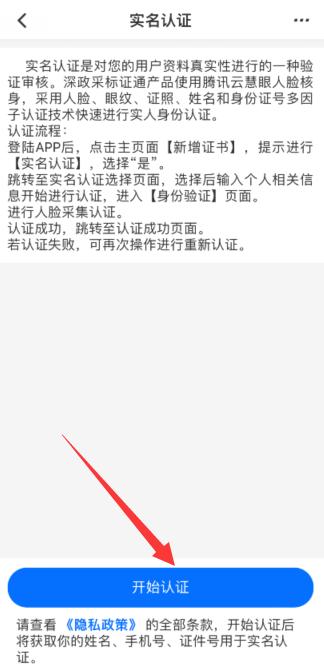 实名认证
实名认证是对您的用户资料真实性进行的一种验
证审核。深政采标证通产品使用腾讯云慧眼人脸核
身，采用人脸、眼纹、证照、姓名和身份证号多因
子认证技术快速进行实人身份认证。
认证流程：
登陆APP后，点击主页面【新增证书】，提示进行
【实名认证】，选择“是”。
跳转至实名认证选择页面，选择后输入个人相关信
息开始进行认证，进入【身份验证】页面。
进行人脸采集认证。
认证成功，跳转至认证成功页面。
若认证失败，可再次操作进行重新认证。
开始认证
请查看《隐私政策》的全部条款，开始认证后
将获取你的姓名、手机号、证件号用于实名认
证。